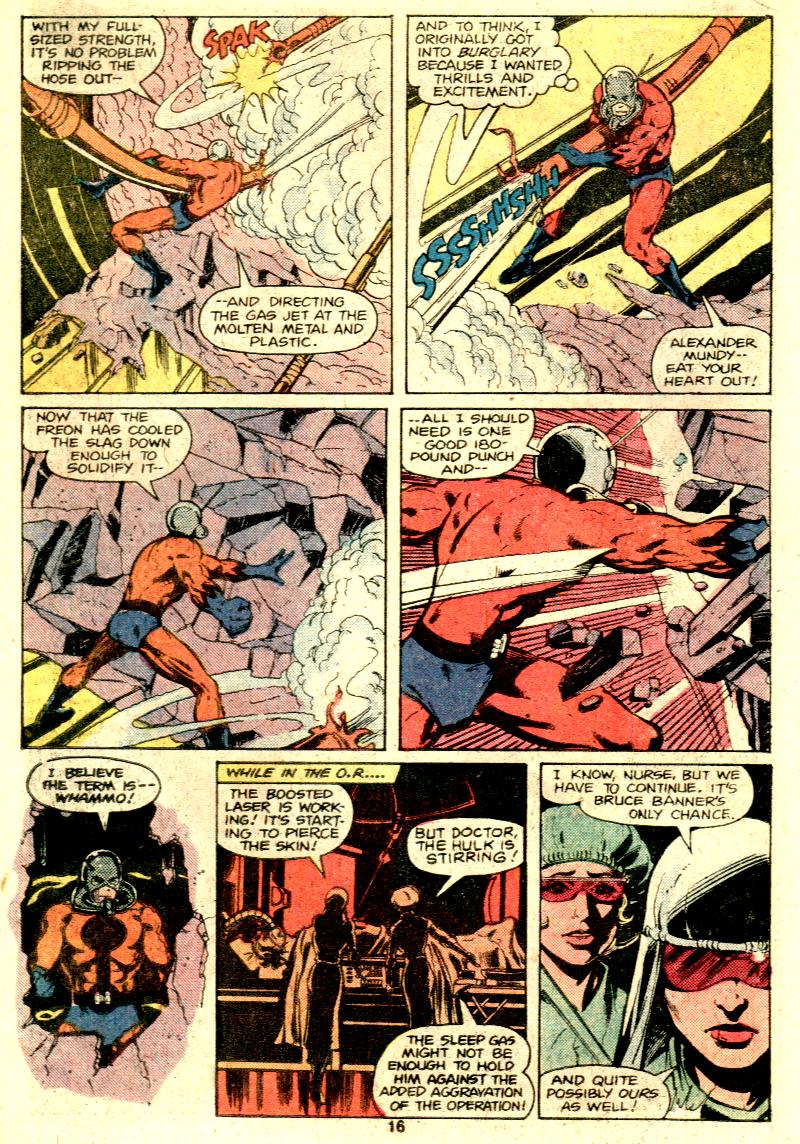 WITH MY FULL-
SIZED STRENGTH,
IT'S NO PROBLEM
RIPPING THE
HOSE OUT--
SPAK
--AND DIRECTING
THE GAS JET AT THE
MOLTEN METAL AND
PLASTIC.
AND TO THINK, I
ORIGINALLY GOT
INTO BURGLARY
BECAUSE I WANTED
THRILLS AND
EXCITEMENT.
SSSSHHSHH
ALEXANDER
MUNDY--
EAT YOUR
HEART OUT!
NOW THAT THE
FREON HAS COOLED
THE SLAG DOWN
ENOUGH TO
SOLIDIFY IT--
--ALL I SHOULD
NEED IS ONE
GOOD 180-
POUND PUNCH
AND--
I BELIEVE
THE TERM IS--
WHAMMO!
WHILE IN THE O.R....
THE BOOSTED
LASER IS WORK-
ING! IT'S START-
ING TO PIERCE
THE SKIN!
BUT DOCTOR,
THE HULK IS
STIRRING!
THE SLEEP GAS
MIGHT NOT BE
ENOUGH TO HOLD
HIM AGAINST THE
ADDED AGGRAVATION
OF THE OPERATION!
I KNOW, NURSE, BUT WE
HAVE TO CONTINUE. IT'S
BRUCE BANNER'S
ONLY CHANCE.
AND QUITE
POSSIBLY OURS
AS WELL!
16